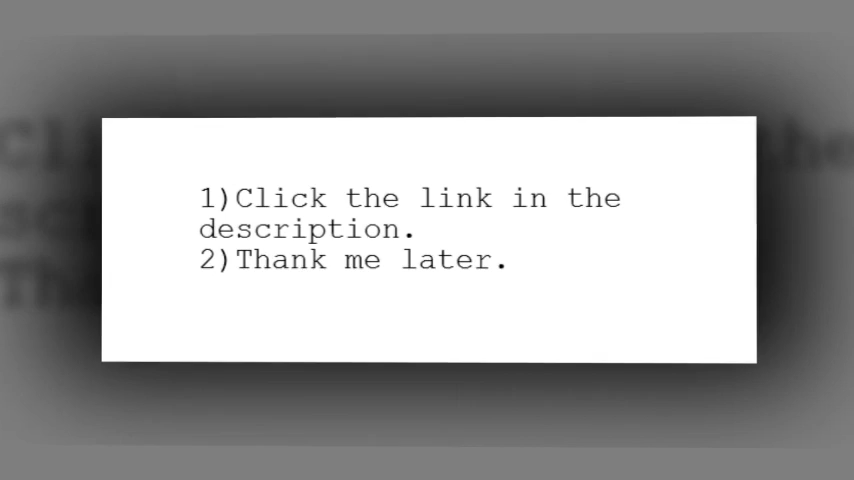 1)Click the link in the
description.
2)Thank me later.